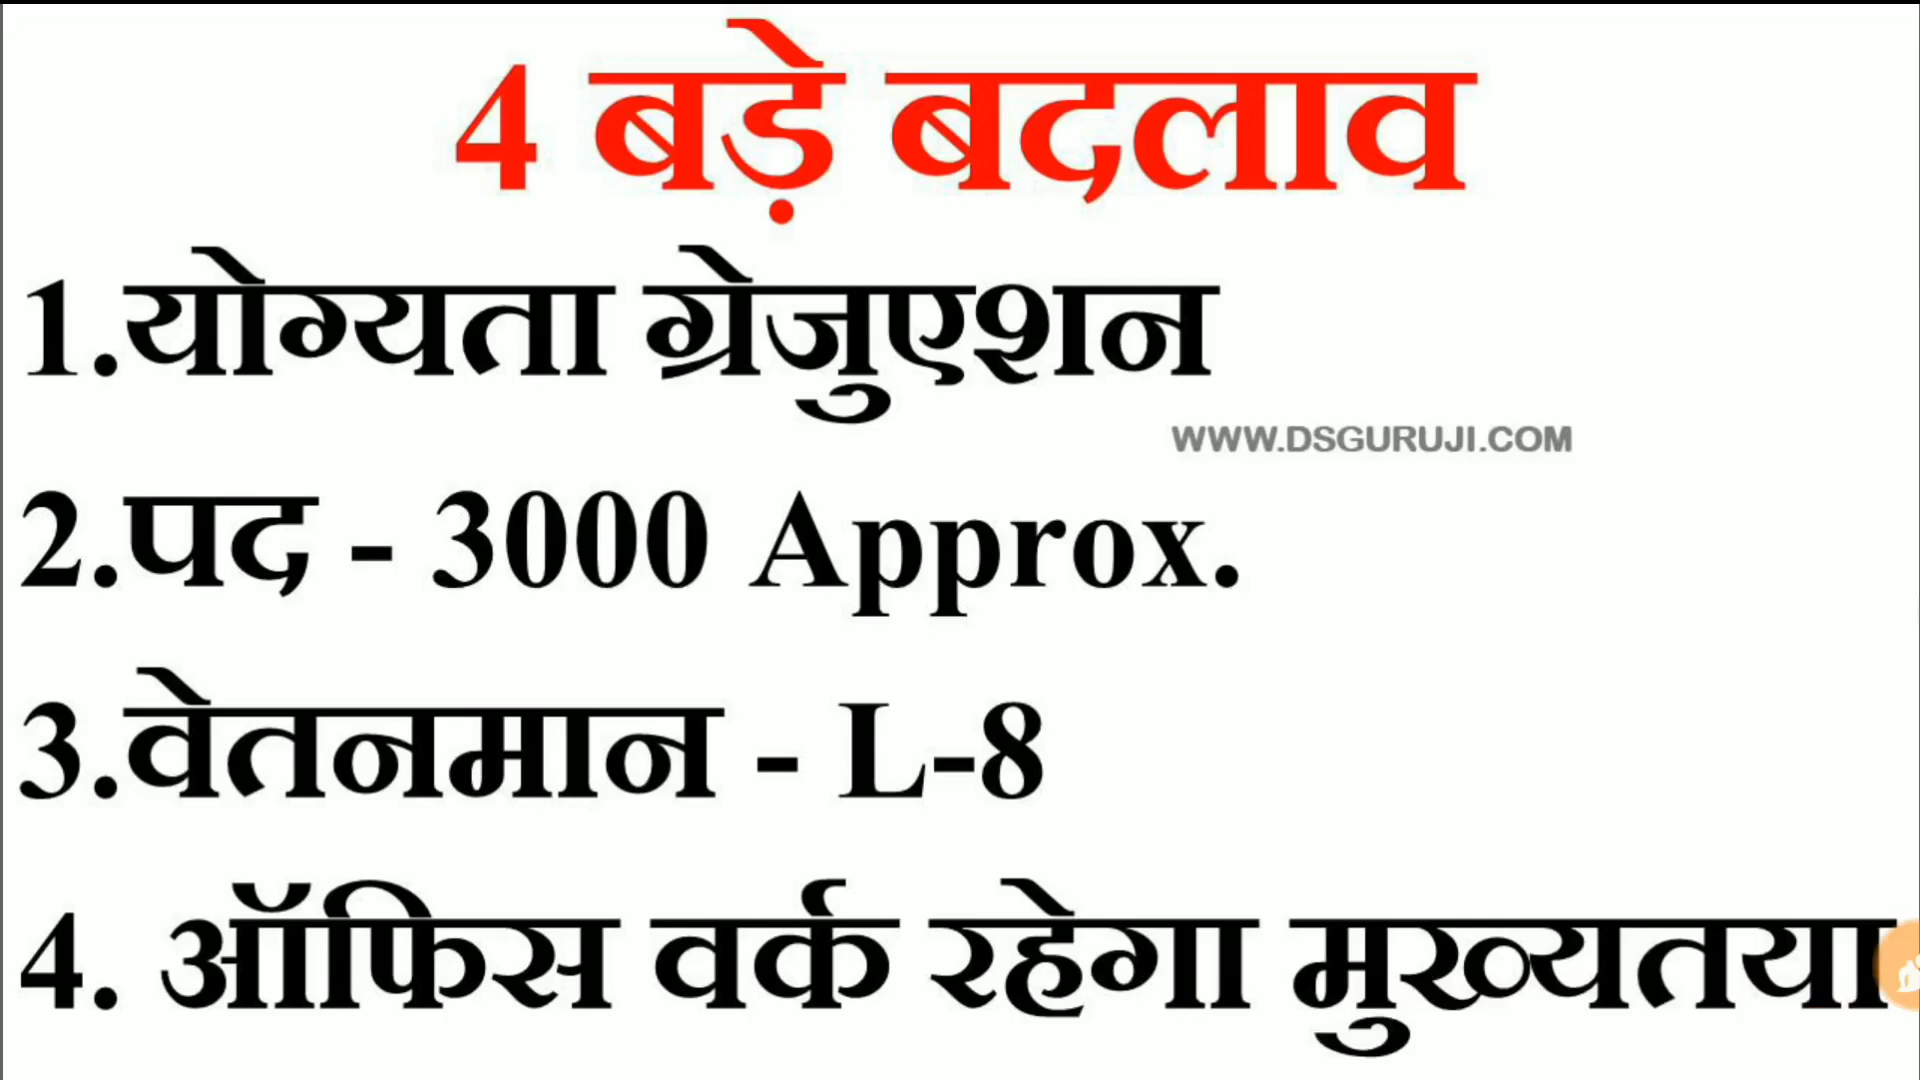 4 बड़े बदलाव
1.योग्यता ग्रेजुएशन
WWW.DSGURUJI.COM
2.पद - 3000 Approx.
3.वेतनमान - L-8
4. ऑफिस वर्क रहेगा मुख्यतया